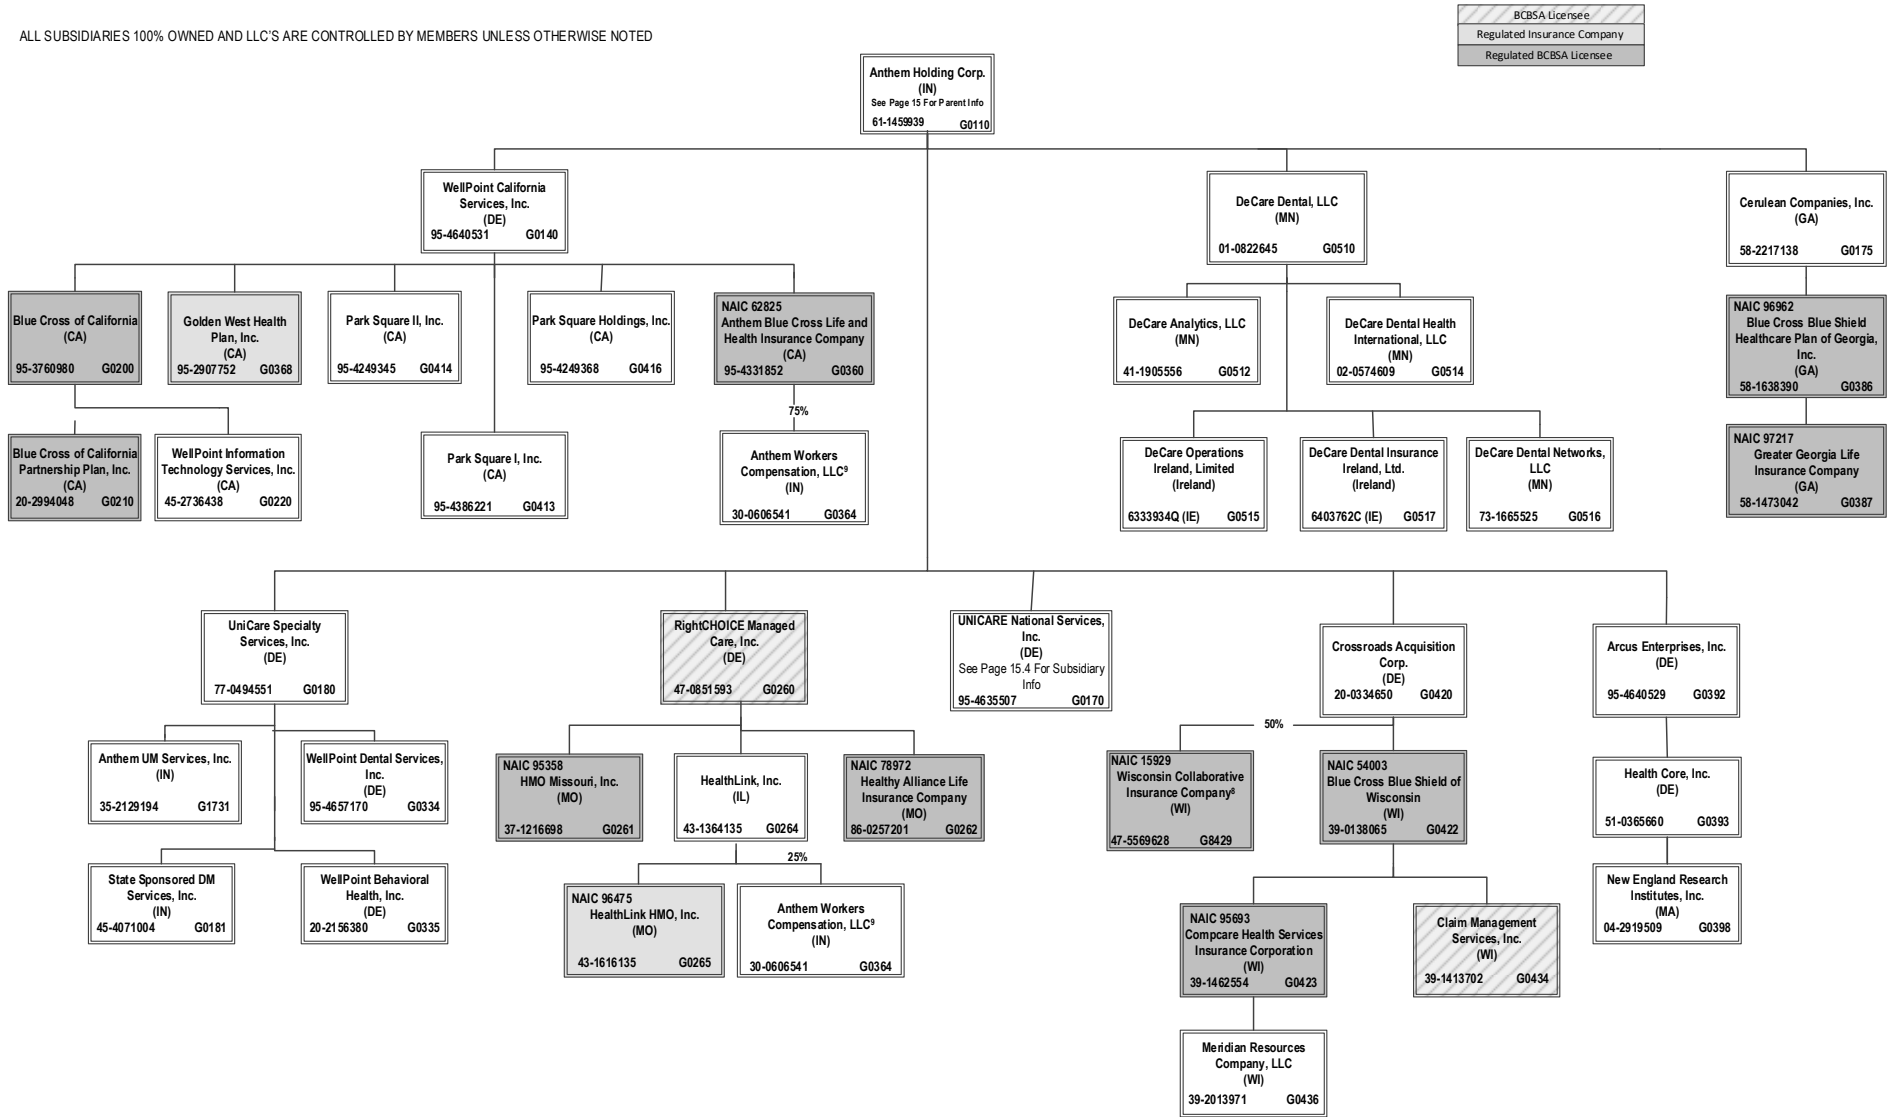 ALL SUBSIDIARIES 100% OWNED AND LLC'S ARE CONTROLLED BY MEMBERS UNLESS OTHERWISE NOTED
BCBSA Licensee
Regulated Insurance Company
Regulated BCBSA Licensee
Anthem Holding Corp.
(IN)
See Page 15 For Parent Info
61-1459939 G0110
WellPoint California
Services, Inc.
(DE)
95-4640531 G0140
DeCare Dental, LLC
(MN)
01-0822645 G0510
Cerulean Companies, Inc.
(GA)
58-2217138 G0175
Blue Cross of California
(CA)
95-3760980 G0200
Golden West Health
Plan, Inc.
(CA)
95-2907752 G0368
Park Square II, Inc.
(CA)
95-4249345 G0414
Park Square Holdings, Inc.
(CA)
95-4249368 G0416
NAIC 62825
Anthem Blue Cross Life and
Health Insurance Company
(CA)
95-4331852 G0360
DeCare Analytics, LLC
(MN)
41-1905556 G0512
DeCare Dental Health
International, LLC
(MN)
02-0574609 G0514
NAIC 96962
Blue Cross Blue Shield
Healthcare Plan of Georgia,
Inc.
(GA)
58-1638390 G0386
75%
Blue Cross of California
Partnership Plan, Inc.
(CA)
20-2994048 G0210
WellPoint Information
Technology Services, Inc.
(CA)
45-2736438 G0220
Park Square I, Inc.
(CA)
95-4386221 G0413
Anthem Workers
Compensation, LLC⁹
(IN)
30-0606541 G0364
DeCare Operations
Ireland, Limited
(Ireland)
6333934Q (IE) G0515
DeCare Dental Insurance
Ireland, Ltd.
(Ireland)
6403762C (IE) G0517
DeCare Dental Networks,
LLC
(MN)
73-1665525 G0516
NAIC 97217
Greater Georgia Life
Insurance Company
(GA)
58-1473042 G0387
UniCare Specialty
Services, Inc.
(DE)
77-0494551 G0180
RightCHOICE Managed
Care, Inc.
(DE)
47-0851593 G0260
UNICARE National Services,
Inc.
(DE)
See Page 15.4 For Subsidiary
Info
95-4635507 G0170
Crossroads Acquisition
Corp.
(DE)
20-0334650 G0420
Arcus Enterprises, Inc.
(DE)
95-4640529 G0392
50%
Anthem UM Services, Inc.
(IN)
35-2129194 G1731
WellPoint Dental Services,
Inc.
(DE)
95-4657170 G0334
NAIC 95358
HMO Missouri, Inc.
(MO)
37-1216698 G0261
HealthLink, Inc.
(IL)
43-1364135 G0264
NAIC 78972
Healthy Alliance Life
Insurance Company
(MO)
86-0257201 G0262
NAIC 15929
Wisconsin Collaborative
Insurance Company⁸
(WI)
47-5569628 G8429
NAIC 54003
Blue Cross Blue Shield of
Wisconsin
(WI)
39-0138065 G0422
Health Core, Inc.
(DE)
51-0365660 G0393
25%
State Sponsored DM
Services, Inc.
(IN)
45-4071004 G0181
WellPoint Behavioral
Health, Inc.
(DE)
20-2156380 G0335
NAIC 96475
HealthLink HMO, Inc.
(MO)
43-1616135 G0265
Anthem Workers
Compensation, LLC⁹
(IN)
30-0606541 G0364
NAIC 95693
Compcare Health Services
Insurance Corporation
(WI)
39-1462554 G0423
Claim Management
Services, Inc.
(WI)
39-1413702 G0434
New England Research
Institutes, Inc.
(MA)
04-2919509 G0398
Meridian Resources
Company, LLC
(WI)
39-2013971 G0436